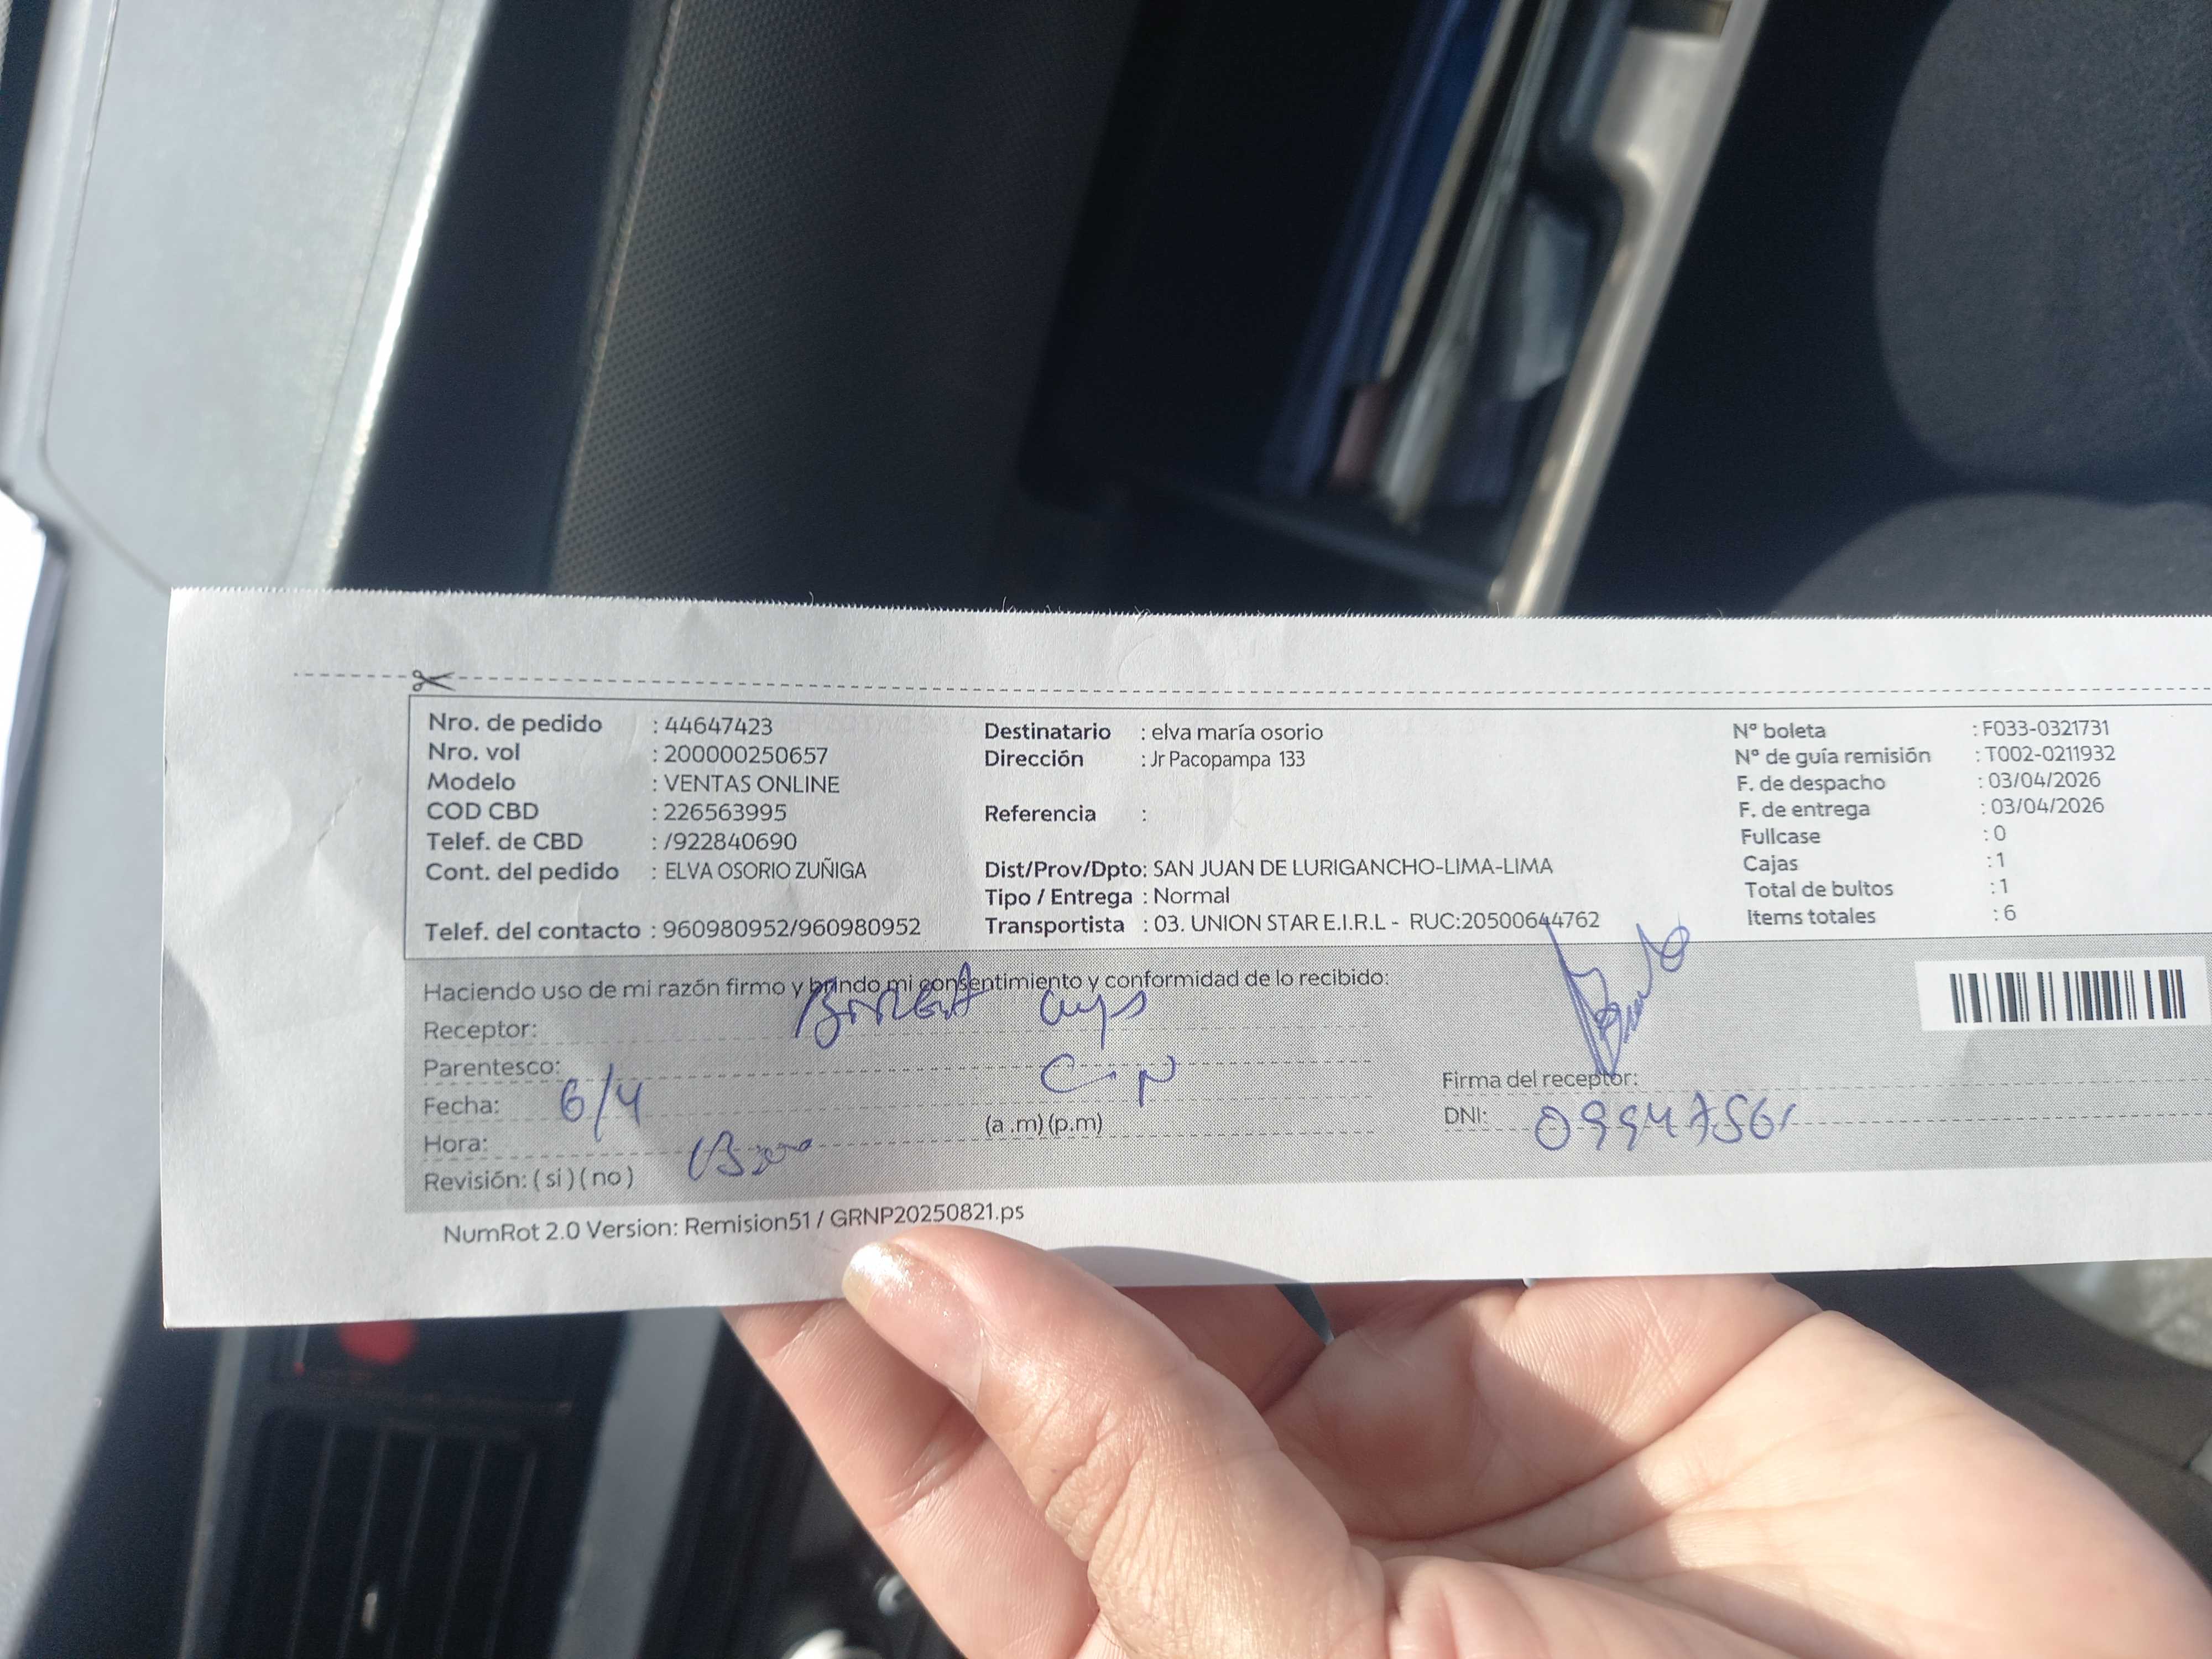 Nro. de pedido : 44647423
Nro. vol : 200000250657
Modelo : VENTAS ONLINE
COD CBD : 226563995
Telef. de CBD : /922840690
Cont. del pedido : ELVA OSORIO ZUÑIGA
Telef. del contacto : 960980952/960980952
Destinatario : elva maría osorio
Dirección : Jr Pacopampa 133
Referencia :
Dist/Prov/Dpto: SAN JUAN DE LURIGANCHO-LIMA-LIMA
Tipo / Entrega : Normal
Transportista : 03. UNION STAR E.I.R.L - RUC:20500644762
Nº boleta : F033-0321731
Nº de guía remisión : T002-0211932
F. de despacho : 03/04/2026
F. de entrega : 03/04/2026
Fullcase : 0
Cajas : 1
Total de bultos : 1
Items totales : 6
Haciendo uso de mi razón firmo y brindo mi consentimiento y conformidad de lo recibido:
Receptor:
Parentesco:
Fecha: 6/4
Hora: (a .m) (p.m)
Revisión: ( si ) ( no )
Firma del receptor:
DNI:
NumRot 2.0 Version: Remision51 / GRNP20250821.ps